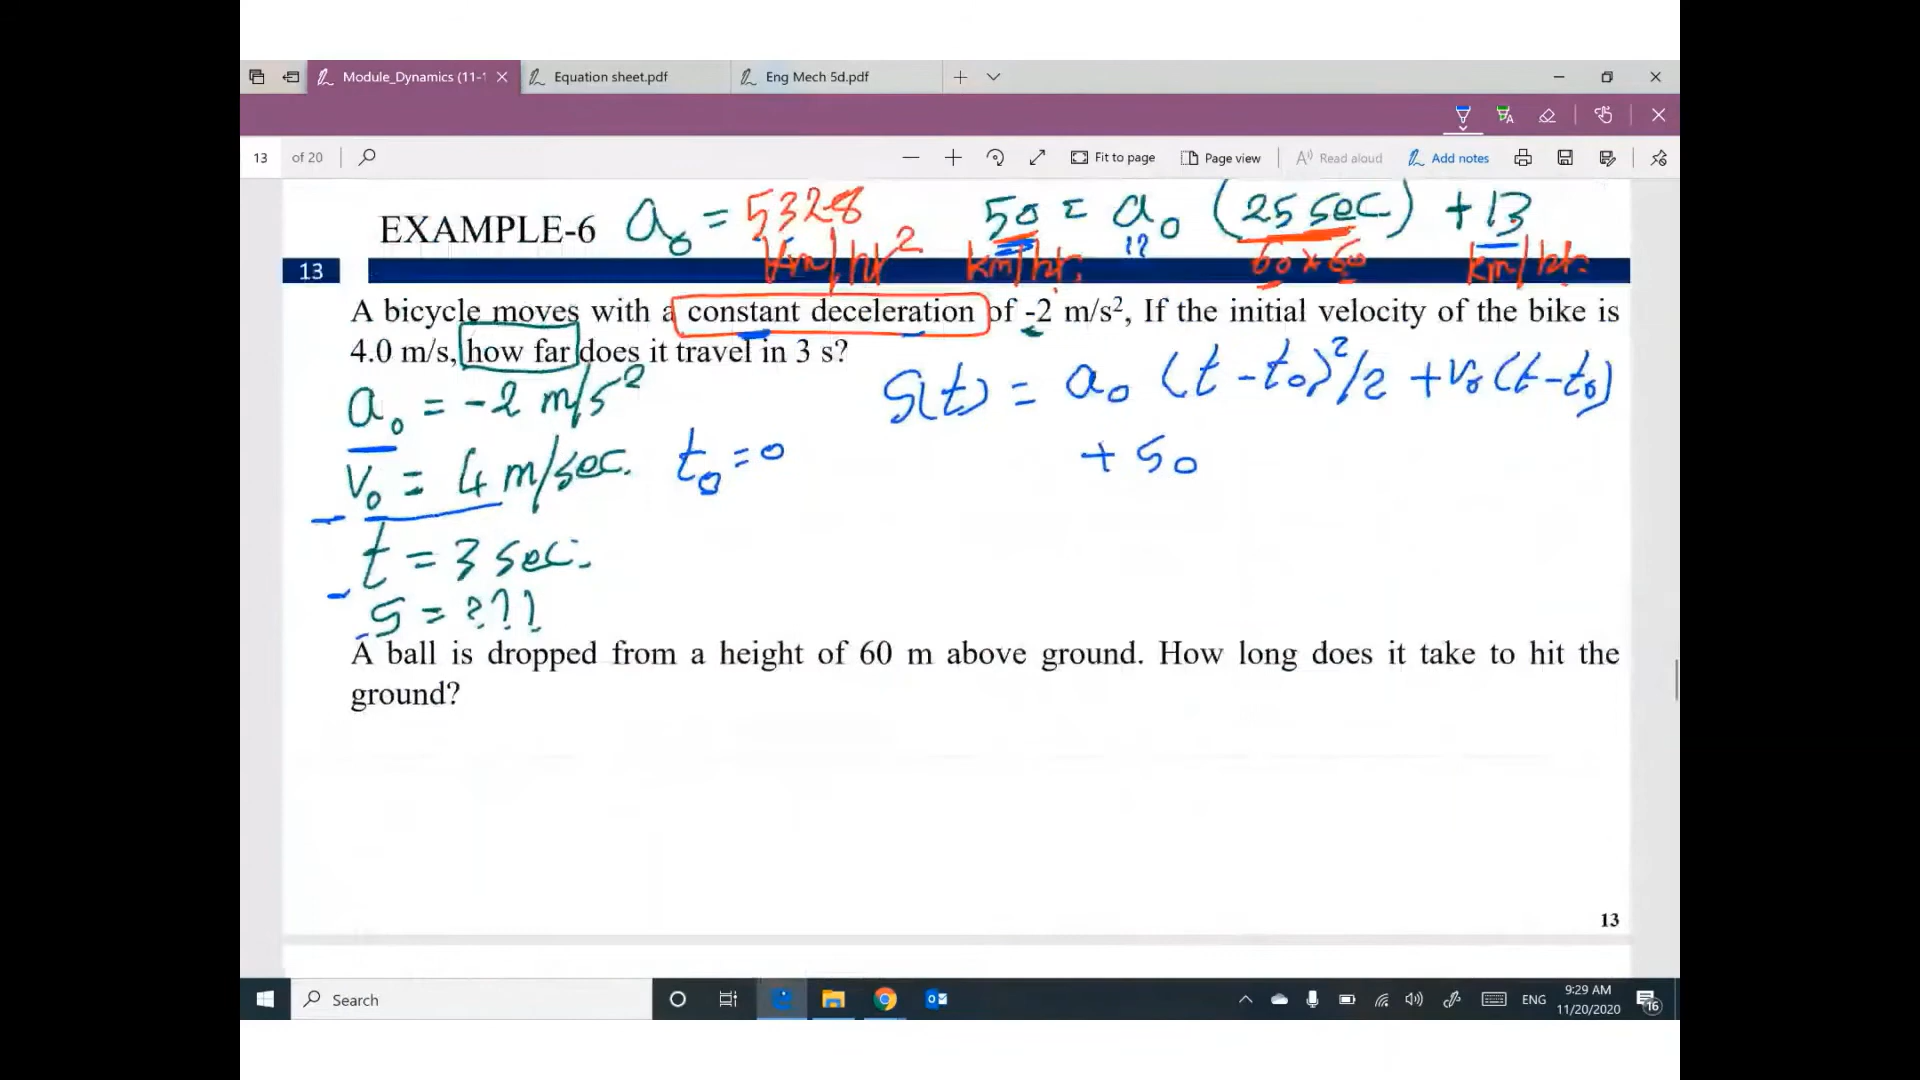 Module_Dynamics (11-1
Equation sheet.pdf
Eng Mech 5d.pdf
13 of 20
Fit to page
Page view
Read aloud
Add notes
EXAMPLE-6
a₀ = 5328 km/hr²
50 = a₀ (25 sec) + 13
km/hr. ?? 60 × 60 km/hr.
13
A bicycle moves with a constant deceleration of -2 m/s², If the initial velocity of the bike is
4.0 m/s, how far does it travel in 3 s?
a₀ = -2 m/s²
S(t) = a₀ (t - t₀)²/2 + v₀ (t - t₀)
+ S₀
v₀ = 4 m/sec. t₀ = 0
t = 3 sec.
S = ???
A ball is dropped from a height of 60 m above ground. How long does it take to hit the
ground?
13
Search
ENG
9:29 AM
11/20/2020
16